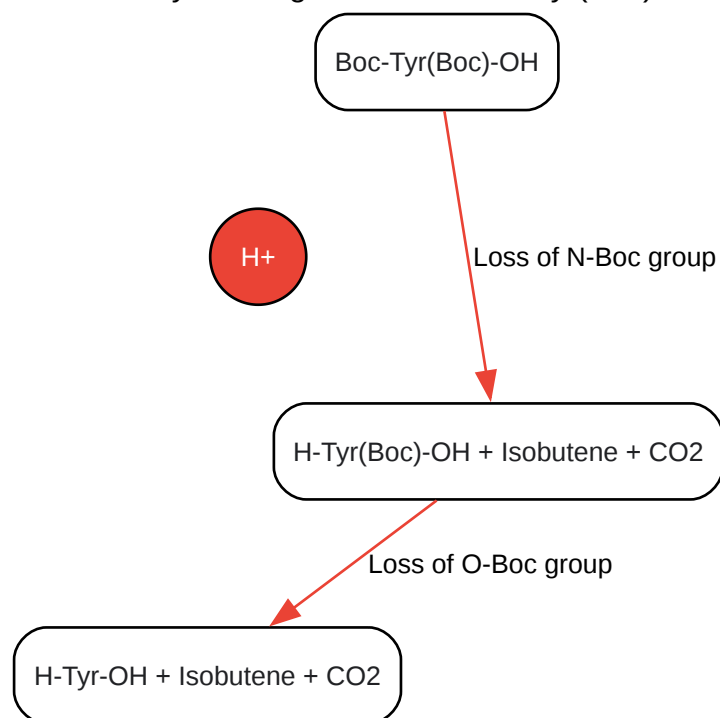 Boc-Tyr(Boc)-OH
H+
Loss of N-Boc group
H-Tyr(Boc)-OH + Isobutene + CO2
Loss of O-Boc group
H-Tyr-OH + Isobutene + CO2